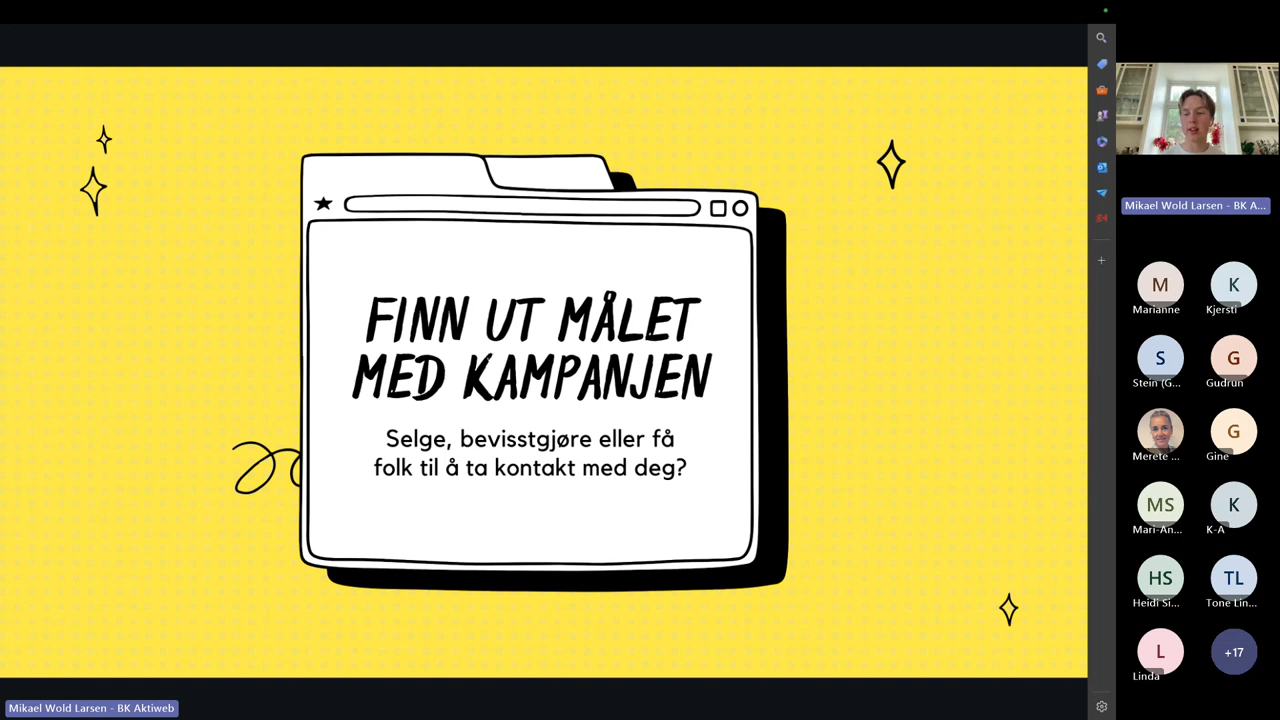 FINN UT MÅLET
MED KAMPANJEN
Selge, bevisstgjøre eller få
folk til å ta kontakt med deg?
Mikael Wold Larsen - BK Aktiweb
Mikael Wold Larsen - BK A...
M
Marianne
K
Kjersti
S
Stein (G...
G
Gudrun
Merete ...
G
Gine
MS
Mari-An...
K
K-A
HS
Heidi Si...
TL
Tone Lin...
L
Linda
+17